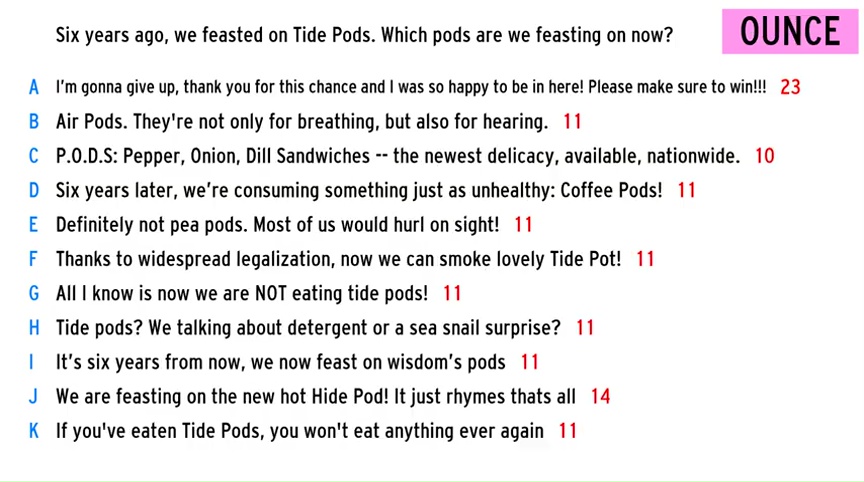 Six years ago, we feasted on Tide Pods. Which pods are we feasting on now?
OUNCE
A I'm gonna give up, thank you for this chance and I was so happy to be in here! Please make sure to win!!! 23
B Air Pods. They're not only for breathing, but also for hearing. 11
C P.O.D.S: Pepper, Onion, Dill Sandwiches -- the newest delicacy, available, nationwide. 10
D Six years later, we're consuming something just as unhealthy: Coffee Pods! 11
E Definitely not pea pods. Most of us would hurl on sight! 11
F Thanks to widespread legalization, now we can smoke lovely Tide Pot! 11
G All I know is now we are NOT eating tide pods! 11
H Tide pods? We talking about detergent or a sea snail surprise? 11
I It's six years from now, we now feast on wisdom's pods 11
J We are feasting on the new hot Hide Pod! It just rhymes thats all 14
K If you've eaten Tide Pods, you won't eat anything ever again 11